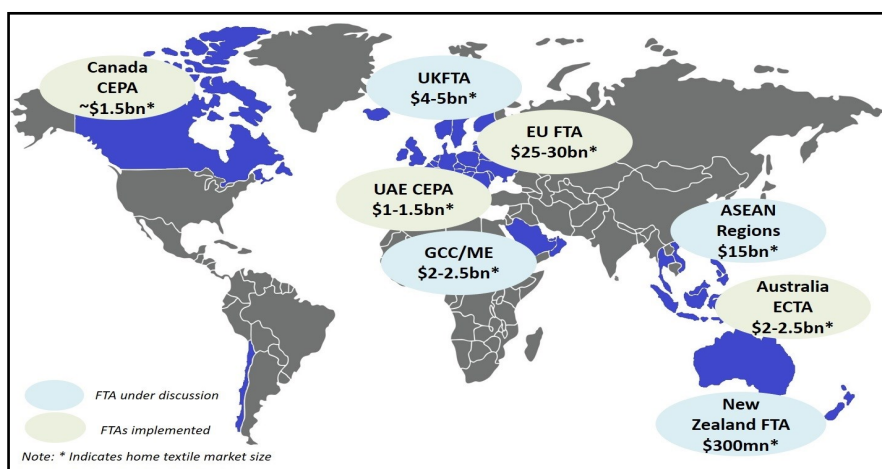 Canada
CEPA
~$1.5bn*
UKFTA
$4-5bn*
EU FTA
$25-30bn*
UAE CEPA
$1-1.5bn*
GCC/ME
$2-2.5bn*
ASEAN
Regions
$15bn*
Australia
ECTA
$2-2.5bn*
New
Zealand FTA
$300mn*
FTA under discussion
FTAs implemented
Note: * Indicates home textile market size